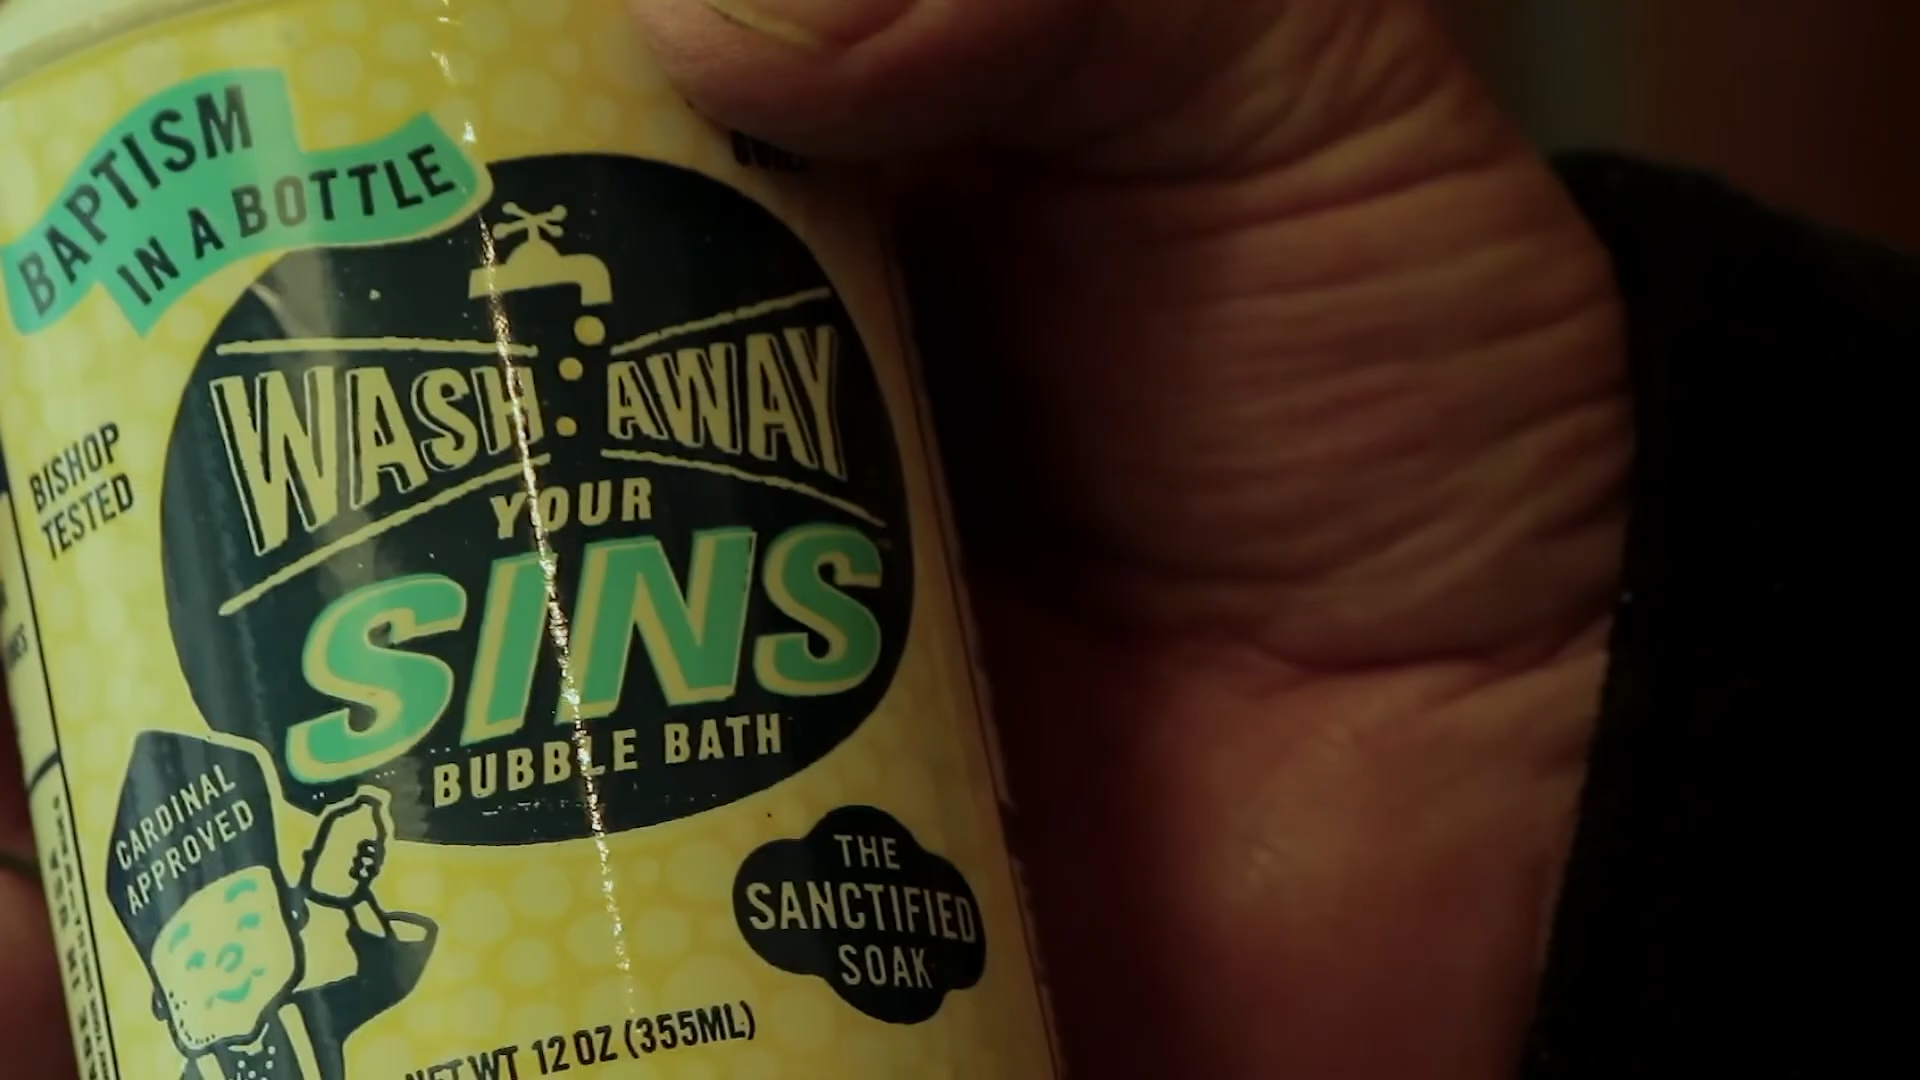 BAPTISM
IN A BOTTLE
BISHOP
TESTED
WASH AWAY
YOUR
SINS
BUBBLE BATH
CARDINAL
APPROVED
THE
SANCTIFIED
SOAK
NET WT 12 OZ (355ML)